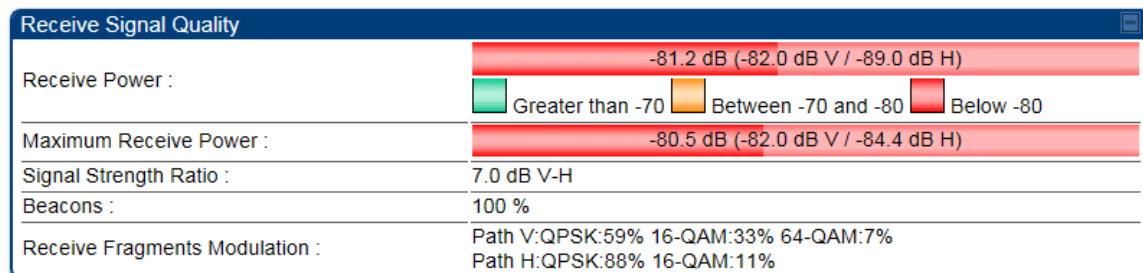 Receive Signal Quality
Receive Power :
-81.2 dB (-82.0 dB V / -89.0 dB H)
Greater than -70 Between -70 and -80 Below -80
Maximum Receive Power : -80.5 dB (-82.0 dB V / -84.4 dB H)
Signal Strength Ratio : 7.0 dB V-H
Beacons : 100 %
Receive Fragments Modulation :
Path V:QPSK:59% 16-QAM:33% 64-QAM:7%
Path H:QPSK:88% 16-QAM:11%